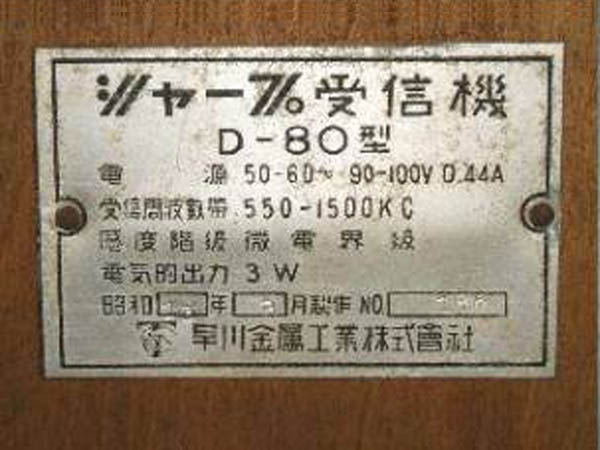 シャープ受信機
D-80型
電源 50-60~ 90-100V 0.44A
受信周波数帯 550-1500KC
感度階級 微電界級
電気的出力 3W
昭和 年 月製作 NO.
早川金属工業株式會社